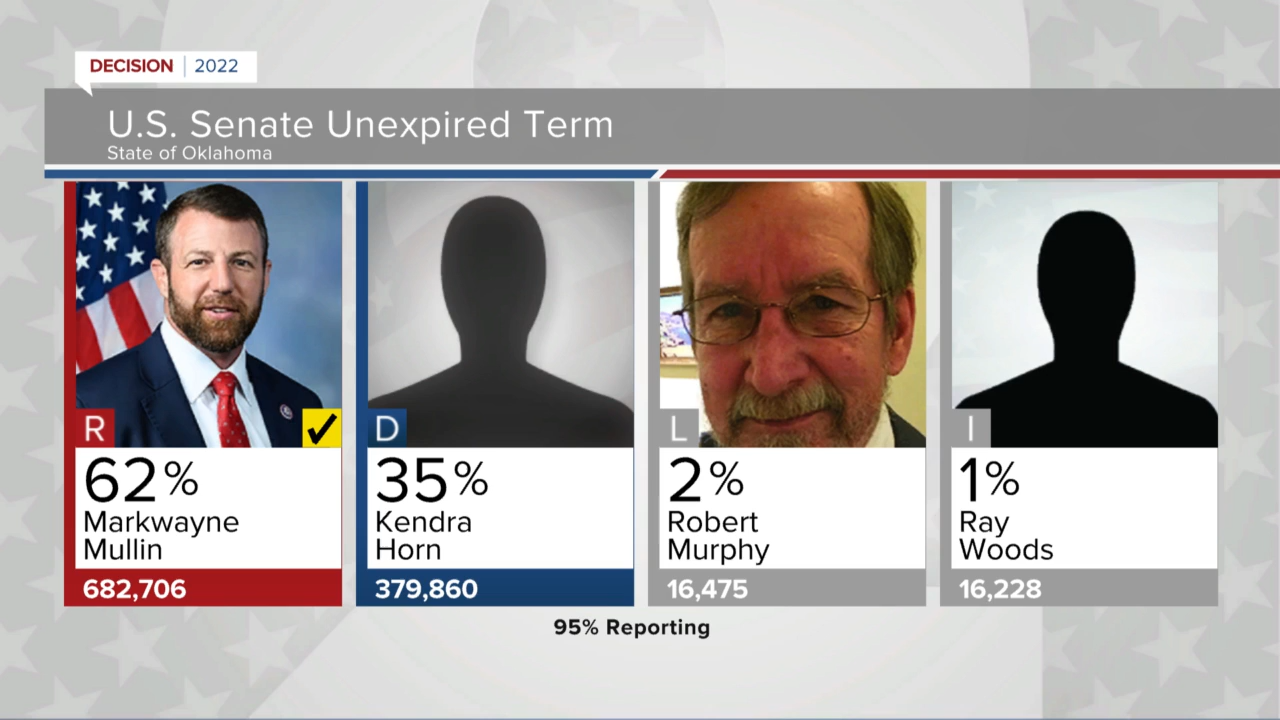 DECISION | 2022
U.S. Senate Unexpired Term
State of Oklahoma
R
62%
Markwayne
Mullin
682,706
D
35%
Kendra
Horn
379,860
L
2%
Robert
Murphy
16,475
I
1%
Ray
Woods
16,228
95% Reporting